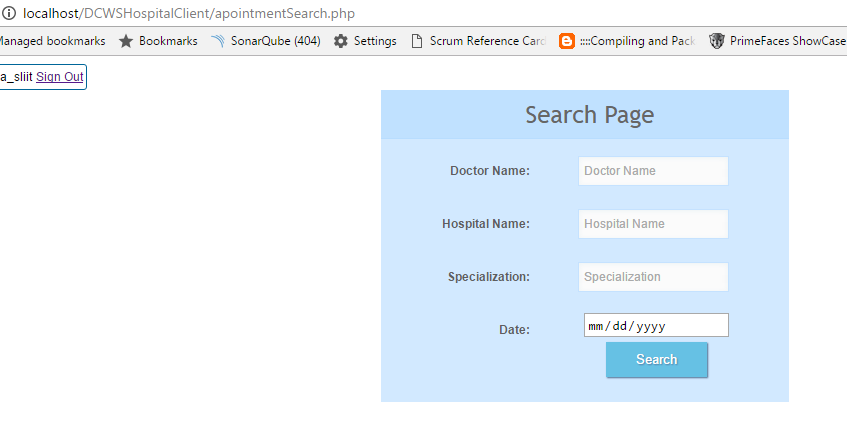 localhost/DCWSHospitalClient/apointmentSearch.php
Managed bookmarks Bookmarks SonarQube (404) Settings Scrum Reference Card ::::Compiling and Pack PrimeFaces ShowCase
a_sliit Sign Out
Search Page
Doctor Name: Doctor Name
Hospital Name: Hospital Name
Specialization: Specialization
Date: mm/dd/yyyy
Search